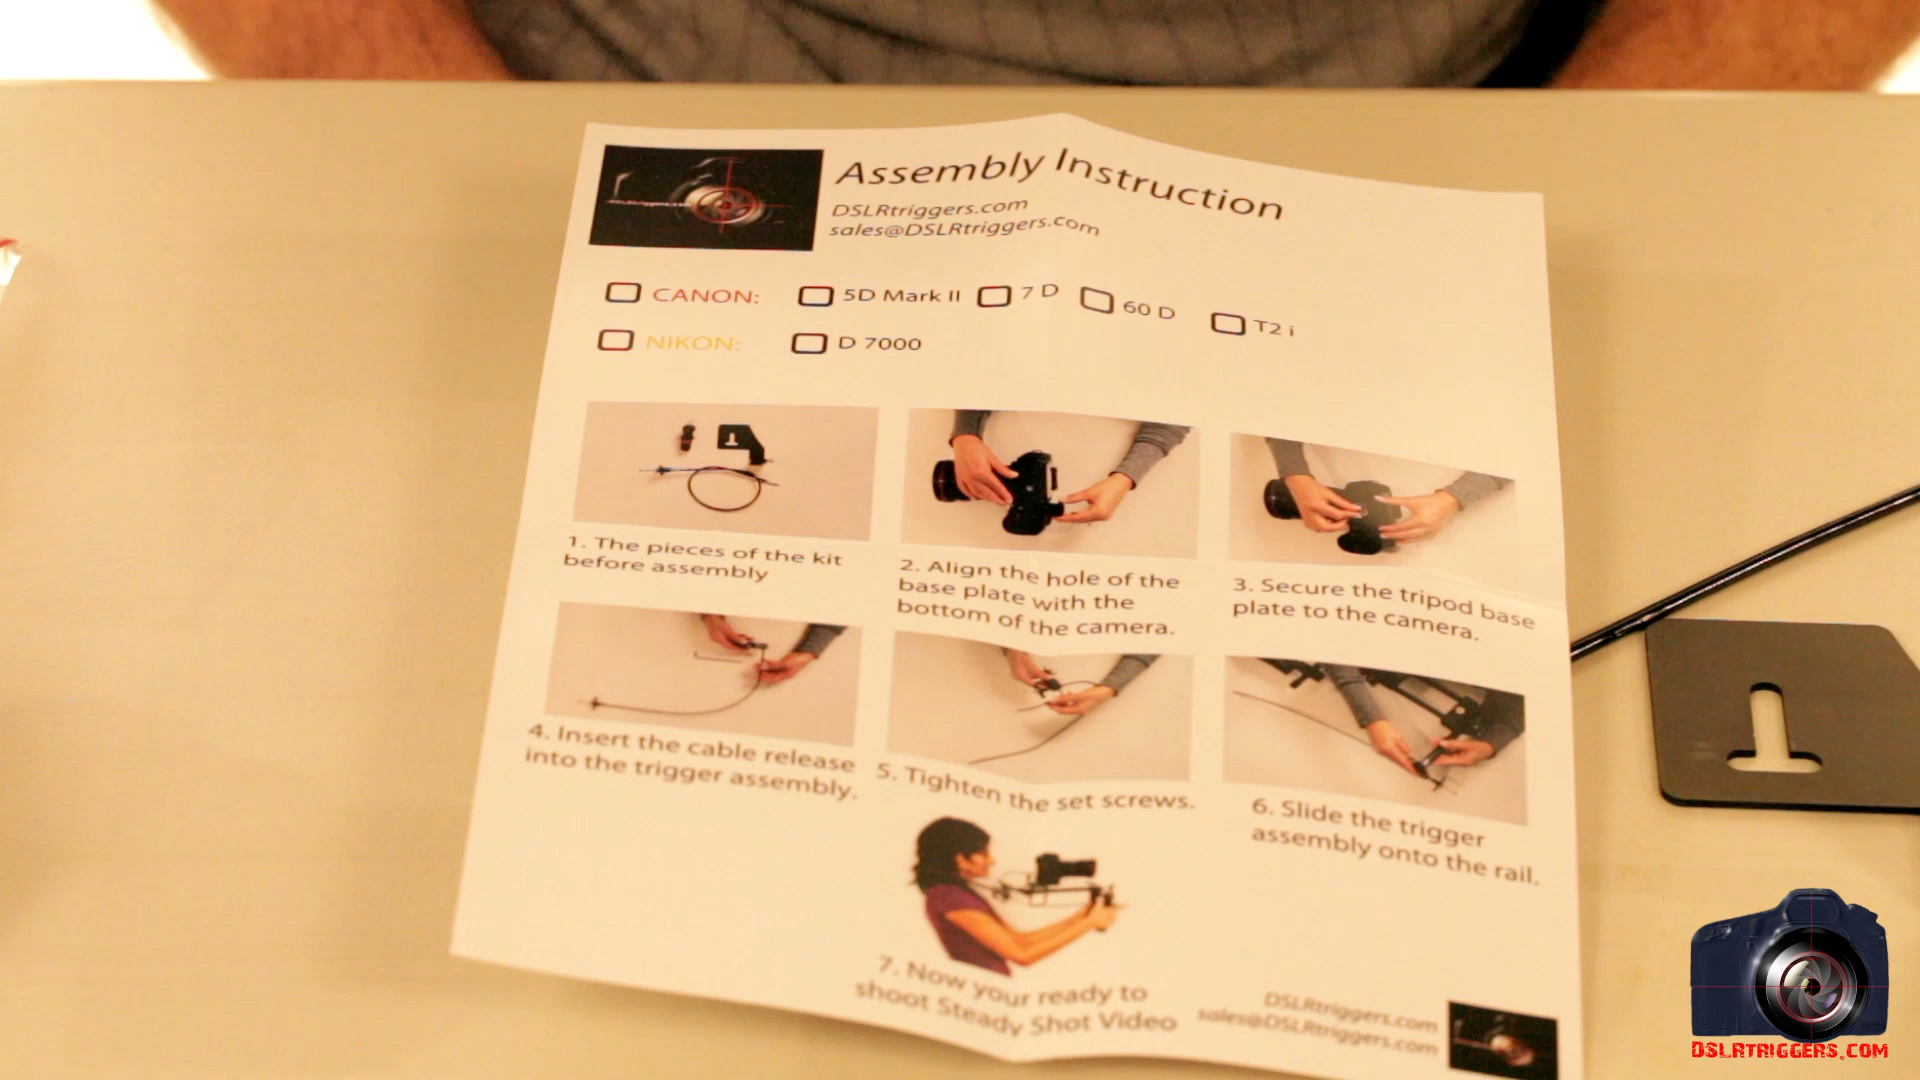 Assembly Instruction
DSLRtriggers.com
sales@DSLRtriggers.com
CANON: 5D Mark II 7 D 60 D T2 i
NIKON: D 7000
1. The pieces of the kit
before assembly
2. Align the hole of the
base plate with the
bottom of the camera.
3. Secure the tripod base
plate to the camera.
4. Insert the cable release
into the trigger assembly.
5. Tighten the set screws.
6. Slide the trigger
assembly onto the rail.
7. Now your ready to
shoot Steady Shot Video
DSLRtriggers.com
sales@DSLRtriggers.com
DSLRTRIGGERS.COM